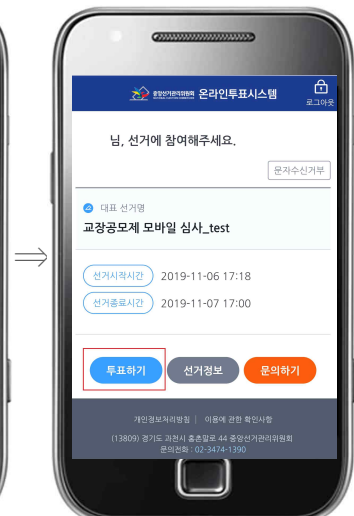 중앙선거관리위원회 온라인투표시스템
로그아웃
님, 선거에 참여해주세요.
문자수신거부
대표 선거명
교장공모제 모바일 심사_test
선거시작시간 2019-11-06 17:18
선거종료시간 2019-11-07 17:00
투표하기 선거정보 문의하기
개인정보처리방침 | 이용에 관한 확인사항
(13809) 경기도 과천시 홍촌말로 44 중앙선거관리위원회
문의전화 : 02-3474-1390